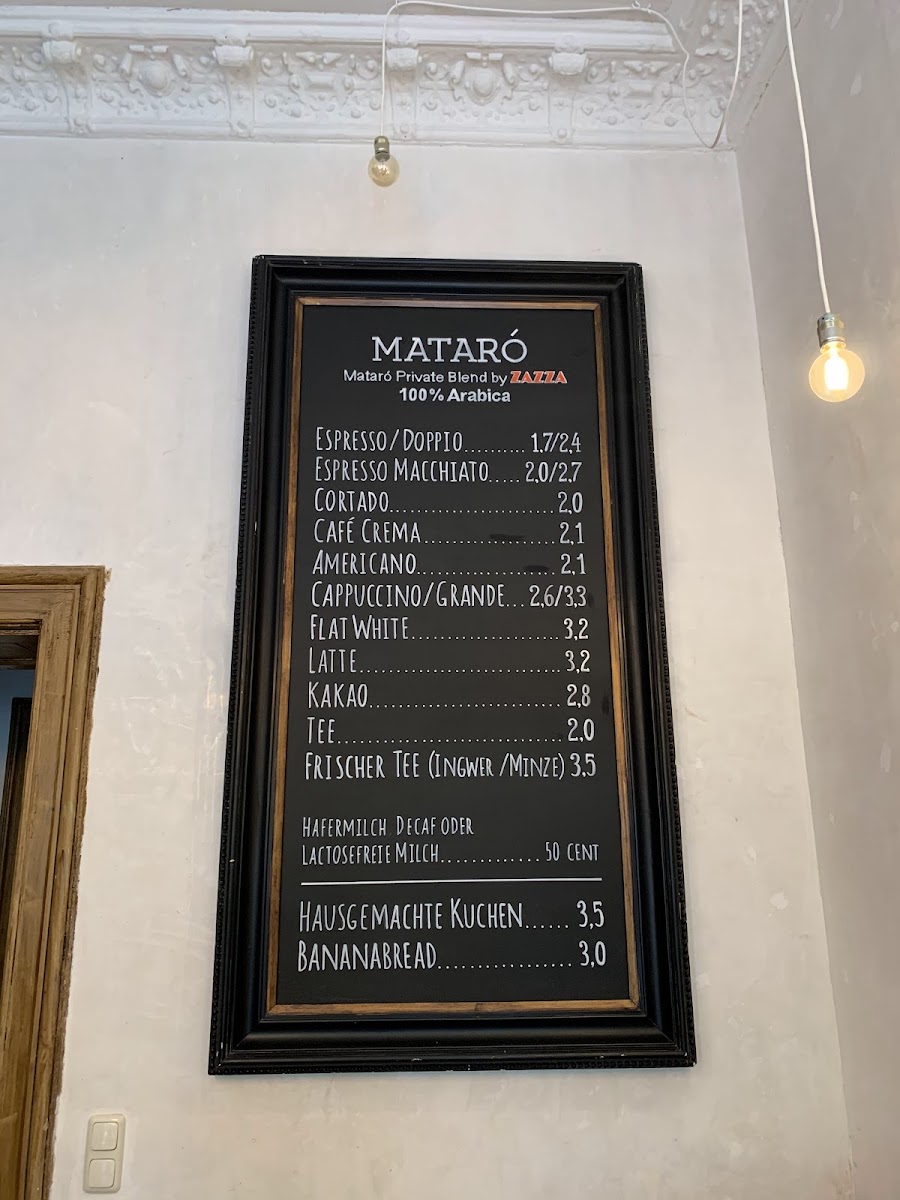 MATARÓ
Mataró Private Blend by ZAZZA
100% Arabica
ESPRESSO/DOPPIO.......... 1,7/2,4
ESPRESSO MACCHIATO..... 2,0/2,7
CORTADO........................... 2,0
CAFÉ CREMA..................... 2,1
AMERICANO...................... 2,1
CAPPUCCINO/GRANDE... 2,6/3,3
FLAT WHITE........................ 3,2
LATTE................................. 3,2
KAKAO............................... 2,8
TEE..................................... 2,0
FRISCHER TEE (INGWER /MINZE) 3,5
HAFERMILCH DECAF ODER
LACTOSEFREIE MILCH............. 50 CENT
HAUSGEMACHTE KUCHEN...... 3,5
BANANABREAD................. 3,0